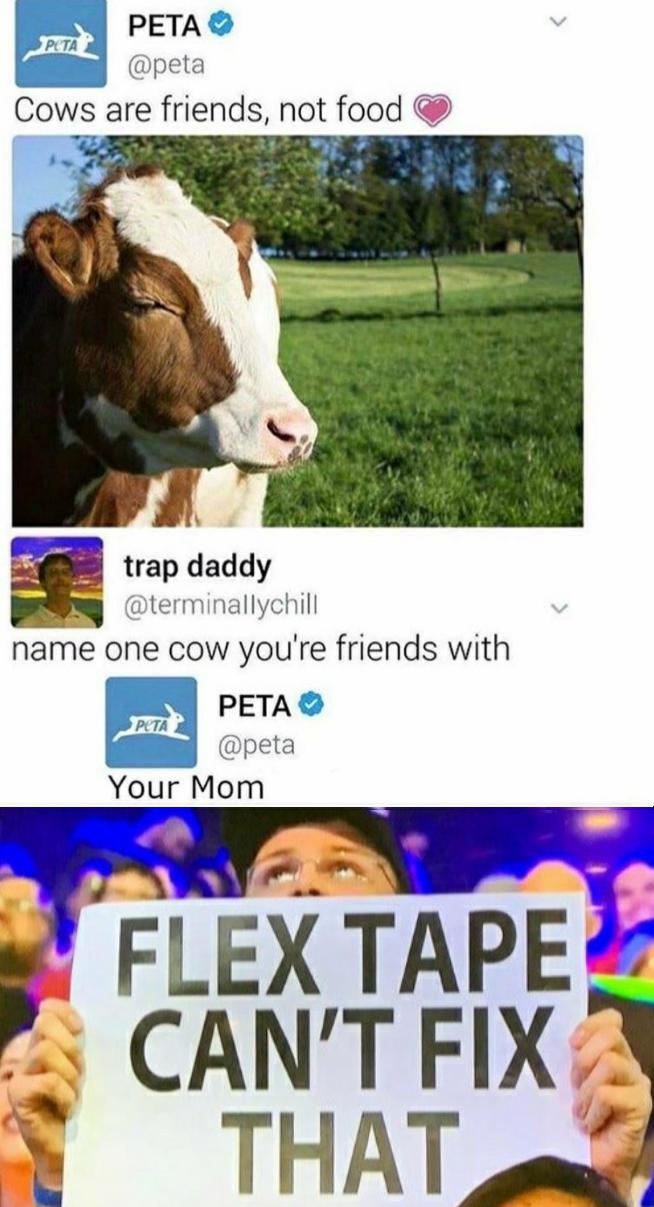 PETA
PETA
@peta
Cows are friends, not food
trap daddy
@terminallychill
name one cow you're friends with
PETA
PETA
@peta
Your Mom
FLEX TAPE
CAN'T FIX
THAT